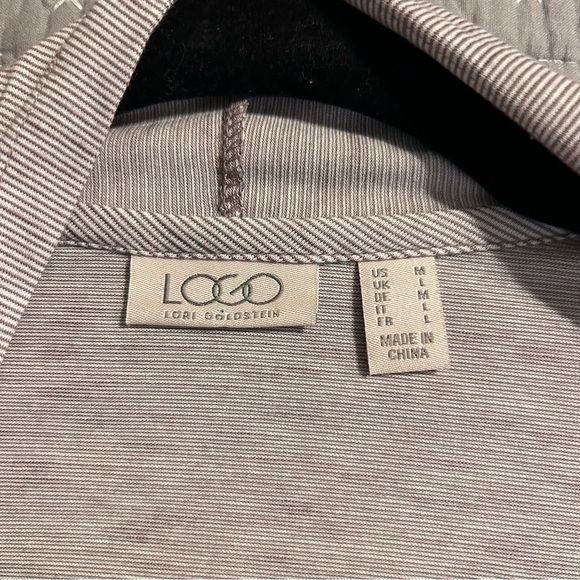 LOGO
LORI GOLDSTEIN
US M
UK L
DE M
IT L
FR L
MADE IN
CHINA